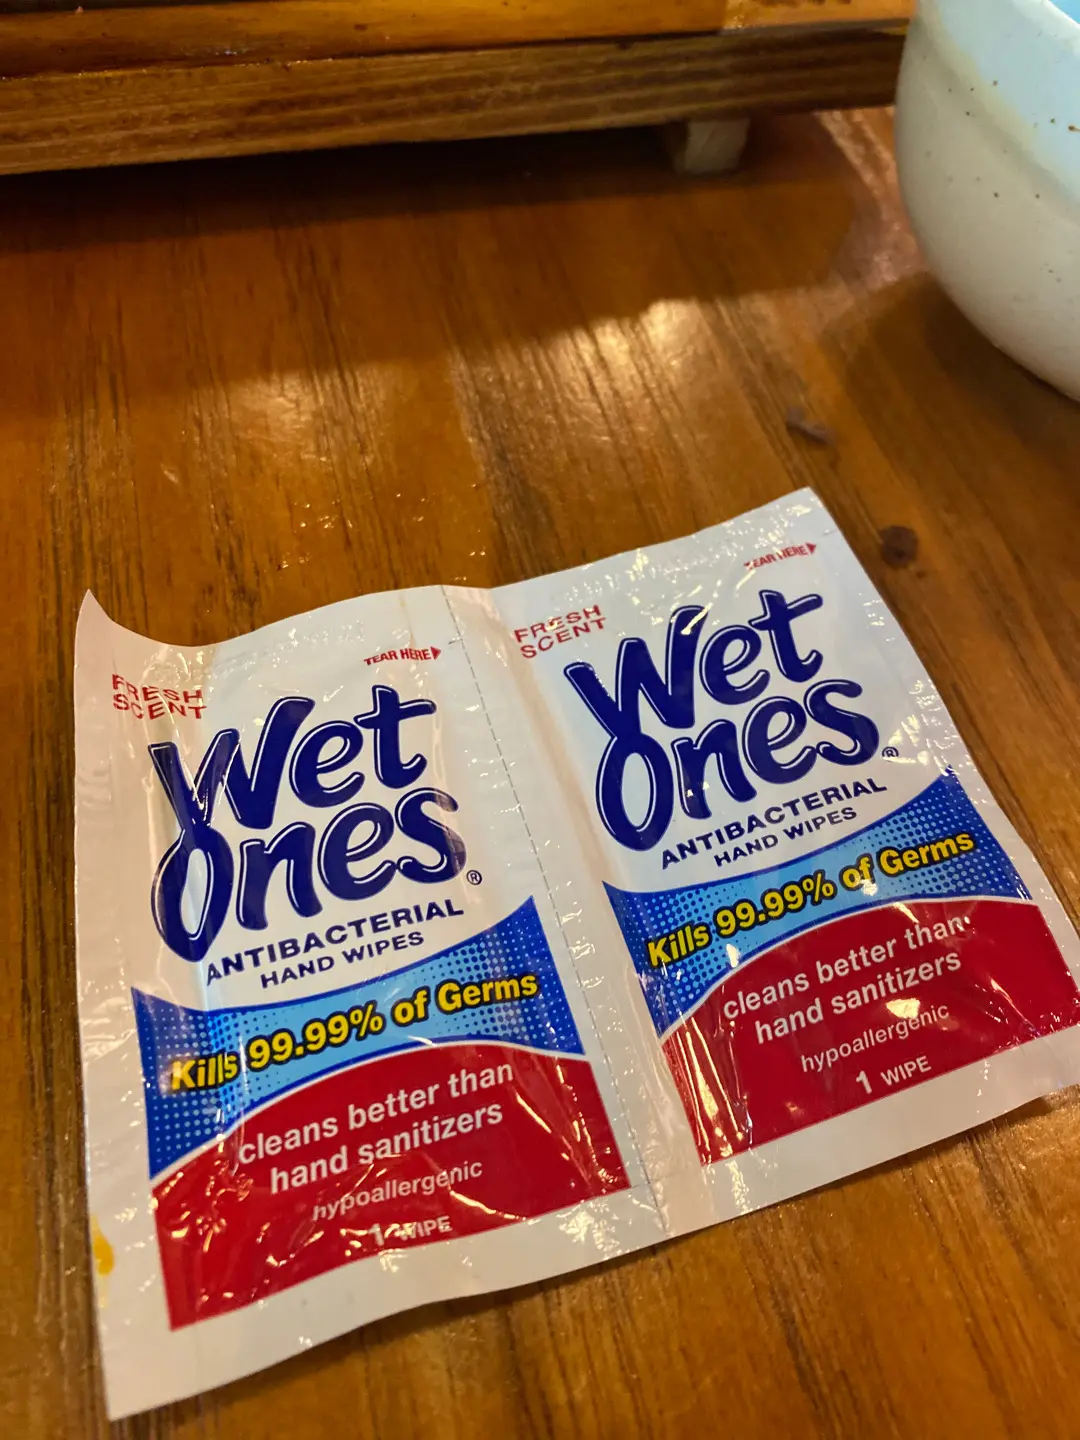 FRESH
SCENT
TEAR HERE
Wet
Ones®
ANTIBACTERIAL
HAND WIPES
Kills 99.99% of Germs
cleans better than
hand sanitizers
hypoallergenic
1 WIPE
FRESH
SCENT
TEAR HERE
Wet
Ones®
ANTIBACTERIAL
HAND WIPES
Kills 99.99% of Germs
cleans better than
hand sanitizers
hypoallergenic
1 WIPE